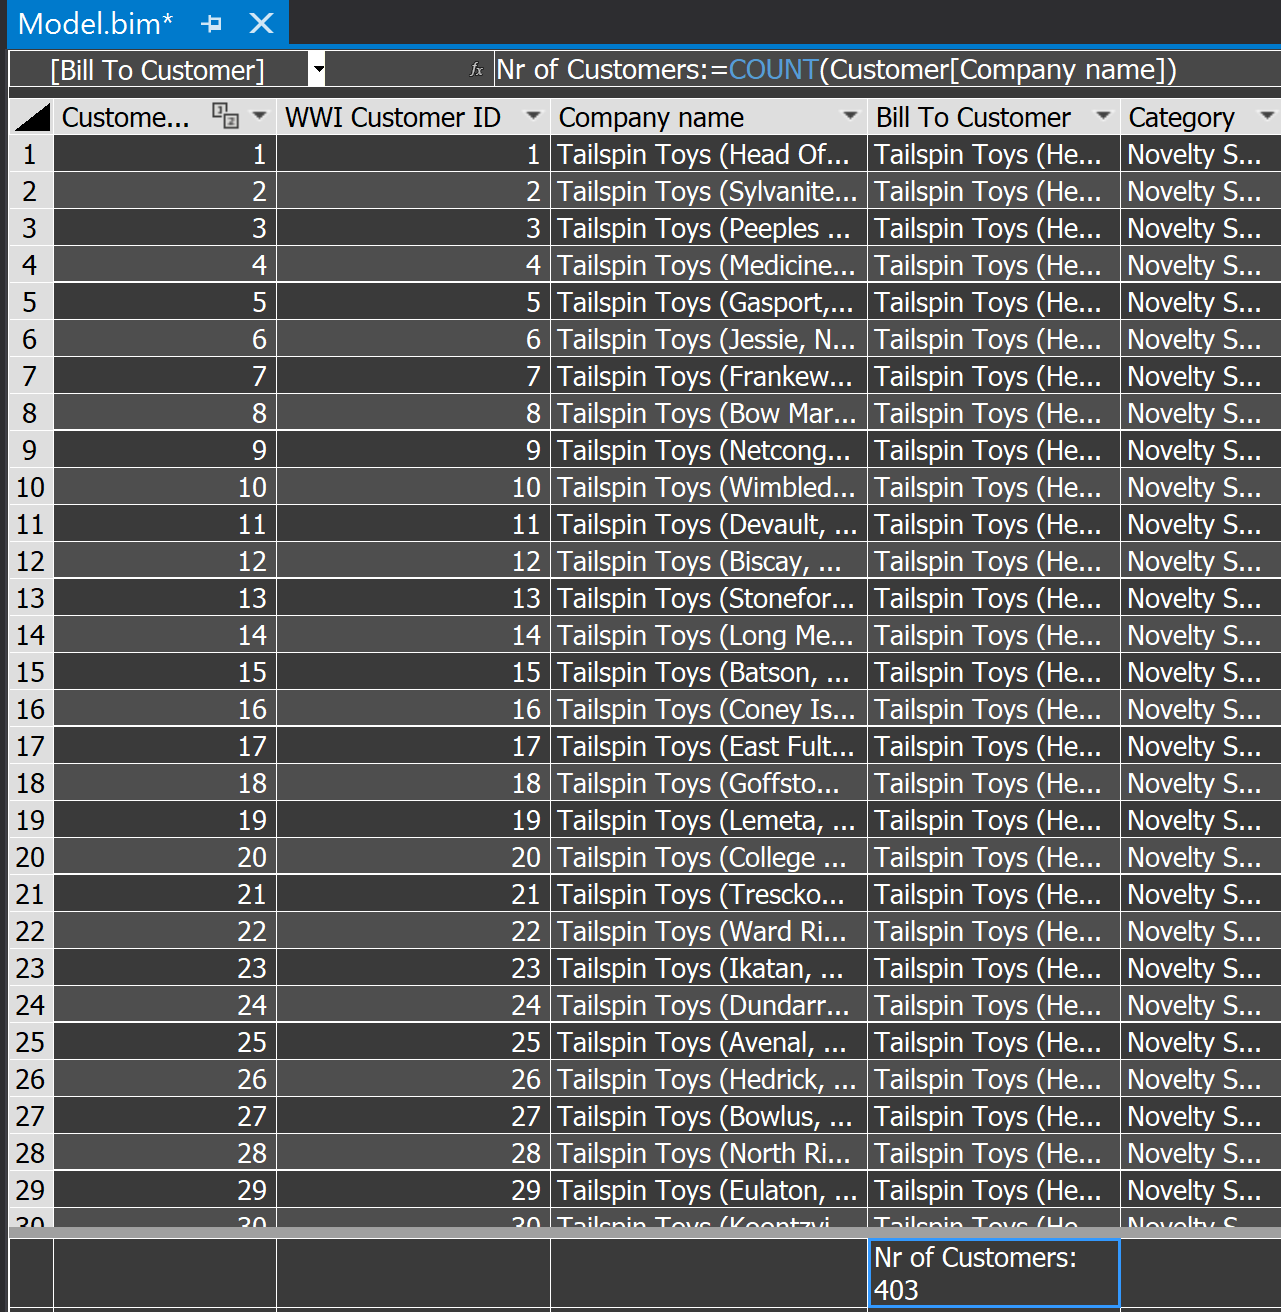 Model.bim*
[Bill To Customer] fx Nr of Customers:=COUNT(Customer[Company name])
Custome... WWI Customer ID Company name Bill To Customer Category
1 1 1 Tailspin Toys (Head Of... Tailspin Toys (He... Novelty S...
2 2 2 Tailspin Toys (Sylvanite... Tailspin Toys (He... Novelty S...
3 3 3 Tailspin Toys (Peeples ... Tailspin Toys (He... Novelty S...
4 4 4 Tailspin Toys (Medicine... Tailspin Toys (He... Novelty S...
5 5 5 Tailspin Toys (Gasport,... Tailspin Toys (He... Novelty S...
6 6 6 Tailspin Toys (Jessie, N... Tailspin Toys (He... Novelty S...
7 7 7 Tailspin Toys (Frankew... Tailspin Toys (He... Novelty S...
8 8 8 Tailspin Toys (Bow Mar... Tailspin Toys (He... Novelty S...
9 9 9 Tailspin Toys (Netcong... Tailspin Toys (He... Novelty S...
10 10 10 Tailspin Toys (Wimbled... Tailspin Toys (He... Novelty S...
11 11 11 Tailspin Toys (Devault, ... Tailspin Toys (He... Novelty S...
12 12 12 Tailspin Toys (Biscay, ... Tailspin Toys (He... Novelty S...
13 13 13 Tailspin Toys (Stonefor... Tailspin Toys (He... Novelty S...
14 14 14 Tailspin Toys (Long Me... Tailspin Toys (He... Novelty S...
15 15 15 Tailspin Toys (Batson, ... Tailspin Toys (He... Novelty S...
16 16 16 Tailspin Toys (Coney Is... Tailspin Toys (He... Novelty S...
17 17 17 Tailspin Toys (East Fult... Tailspin Toys (He... Novelty S...
18 18 18 Tailspin Toys (Goffsto... Tailspin Toys (He... Novelty S...
19 19 19 Tailspin Toys (Lemeta, ... Tailspin Toys (He... Novelty S...
20 20 20 Tailspin Toys (College ... Tailspin Toys (He... Novelty S...
21 21 21 Tailspin Toys (Tresckо... Tailspin Toys (He... Novelty S...
22 22 22 Tailspin Toys (Ward Ri... Tailspin Toys (He... Novelty S...
23 23 23 Tailspin Toys (Ikatan, ... Tailspin Toys (He... Novelty S...
24 24 24 Tailspin Toys (Dundarr... Tailspin Toys (He... Novelty S...
25 25 25 Tailspin Toys (Avenal, ... Tailspin Toys (He... Novelty S...
26 26 26 Tailspin Toys (Hedrick, ... Tailspin Toys (He... Novelty S...
27 27 27 Tailspin Toys (Bowlus, ... Tailspin Toys (He... Novelty S...
28 28 28 Tailspin Toys (North Ri... Tailspin Toys (He... Novelty S...
29 29 29 Tailspin Toys (Eulaton, ... Tailspin Toys (He... Novelty S...
30 30 30 Tailspin Toys Tailspin Toys (He... Novelty S...
Nr of Customers:
403